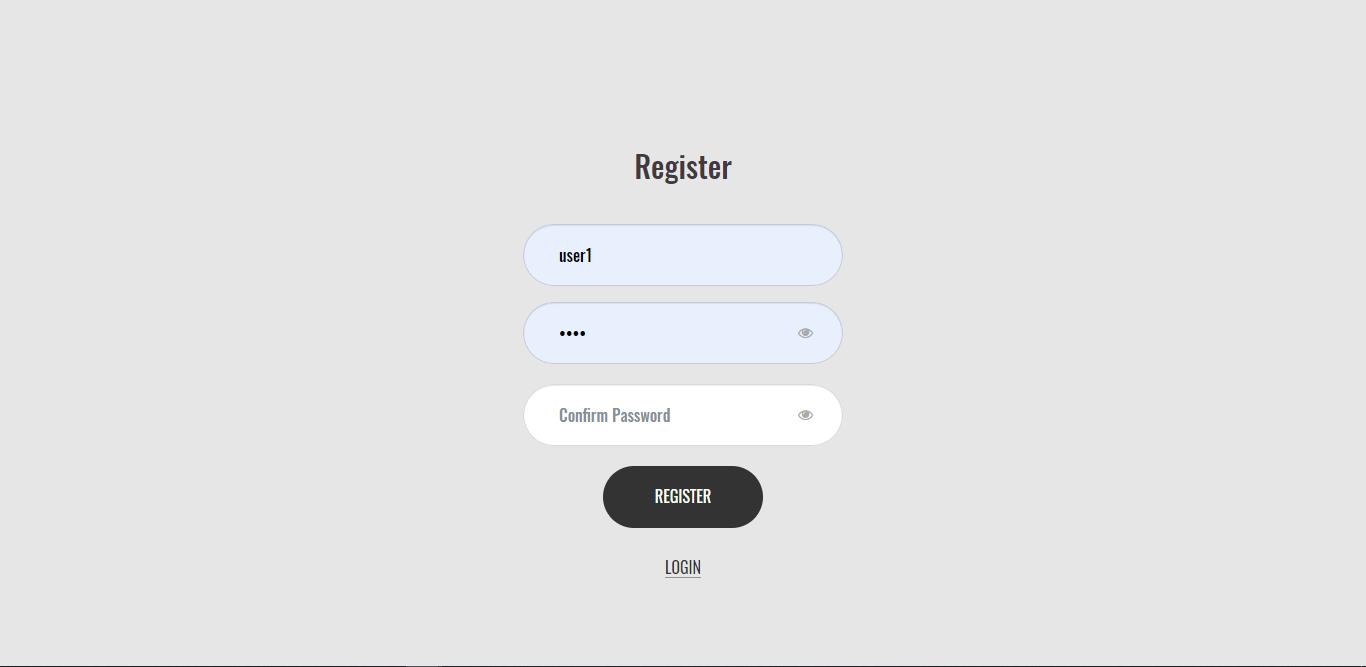 Register
user1
••••
Confirm Password
REGISTER
LOGIN